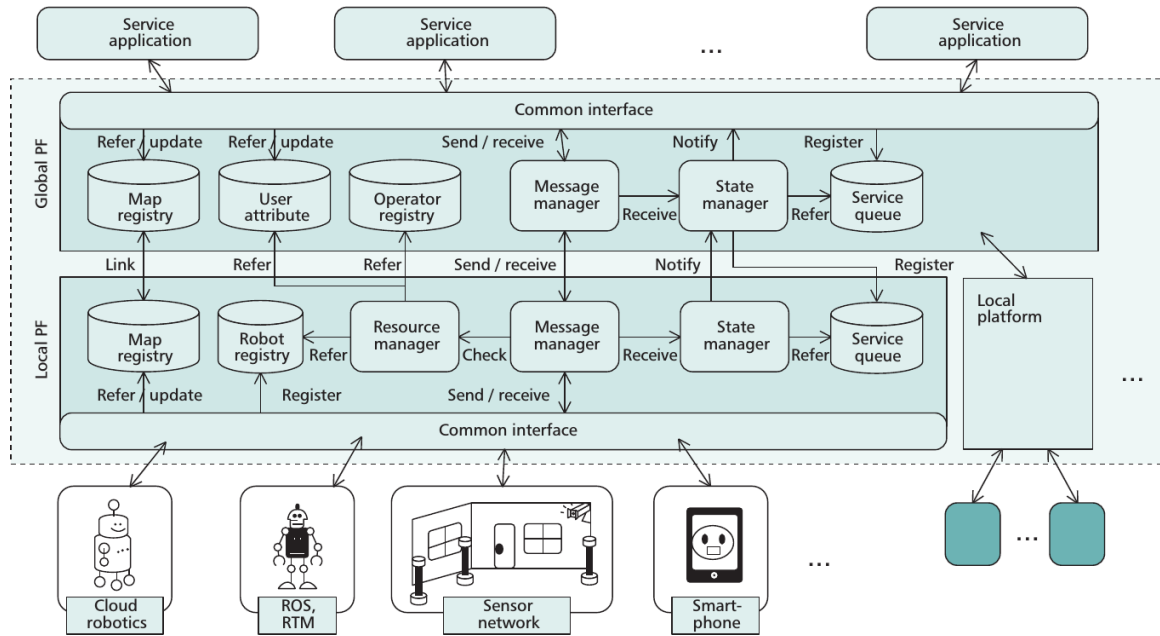 Service
application
Service
application
...
Service
application
Common interface
Global PF
Refer / update
Refer / update
Send / receive
Notify
Register
Map
registry
User
attribute
Operator
registry
Message
manager
Receive
State
manager
Refer
Service
queue
Link
Refer
Refer
Send / receive
Notify
Register
Local PF
Map
registry
Robot
registry
Refer
Resource
manager
Check
Message
manager
Receive
State
manager
Refer
Service
queue
Local
platform
...
Refer / update
Register
Send / receive
Common interface
Cloud
robotics
ROS,
RTM
Sensor
network
Smart-
phone
...
...